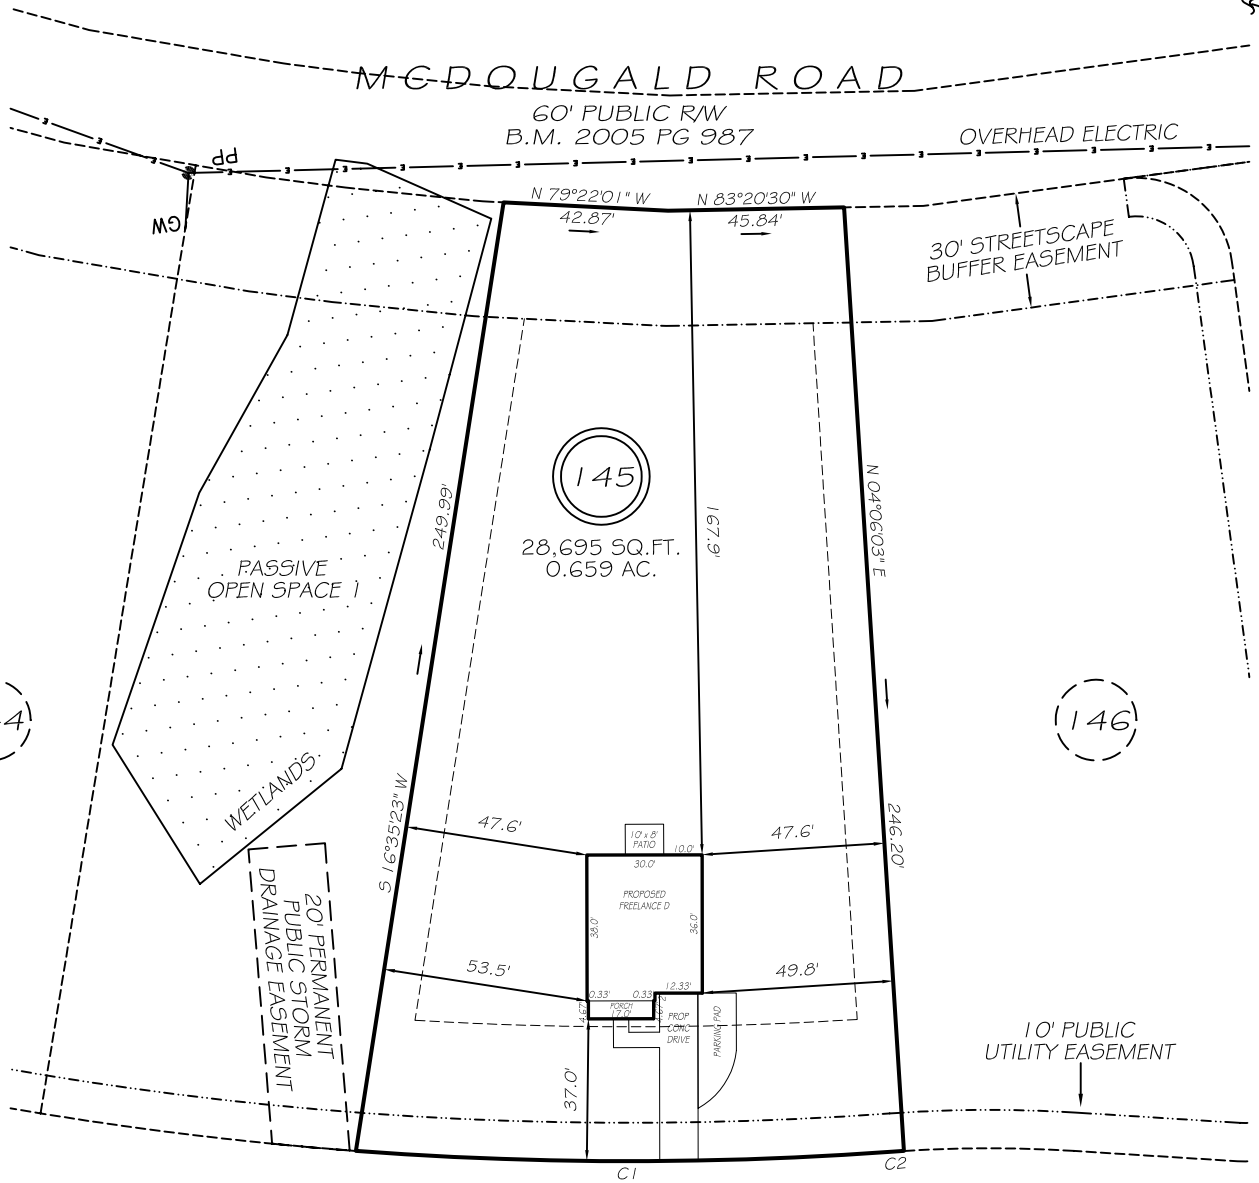 MCDOUGALD ROAD
60' PUBLIC R/W
B.M. 2005 PG 987
OVERHEAD ELECTRIC
PP
GW
N 79°22'01" W
42.87'
N 83°20'30" W
45.84'
30' STREETSCAPE
BUFFER EASEMENT
145
28,695 SQ.FT.
0.659 AC.
249.99'
S 16°35'23" W
167.9'
N 04°06'03" E
246.20'
PASSIVE
OPEN SPACE 1
WETLANDS
4
146
47.6'
47.6'
10' x 8'
PATIO
10.0'
30.0'
PROPOSED
FREELANCE D
38.0'
36.0'
53.5'
49.8'
12.33'
0.33'
0.33'
PORCH
17.0'
4.67'
PROP
CONC
DRIVE
PARKING PAD
37.0'
20' PERMANENT
PUBLIC STORM
DRAINAGE EASEMENT
10' PUBLIC
UTILITY EASEMENT
C1
C2